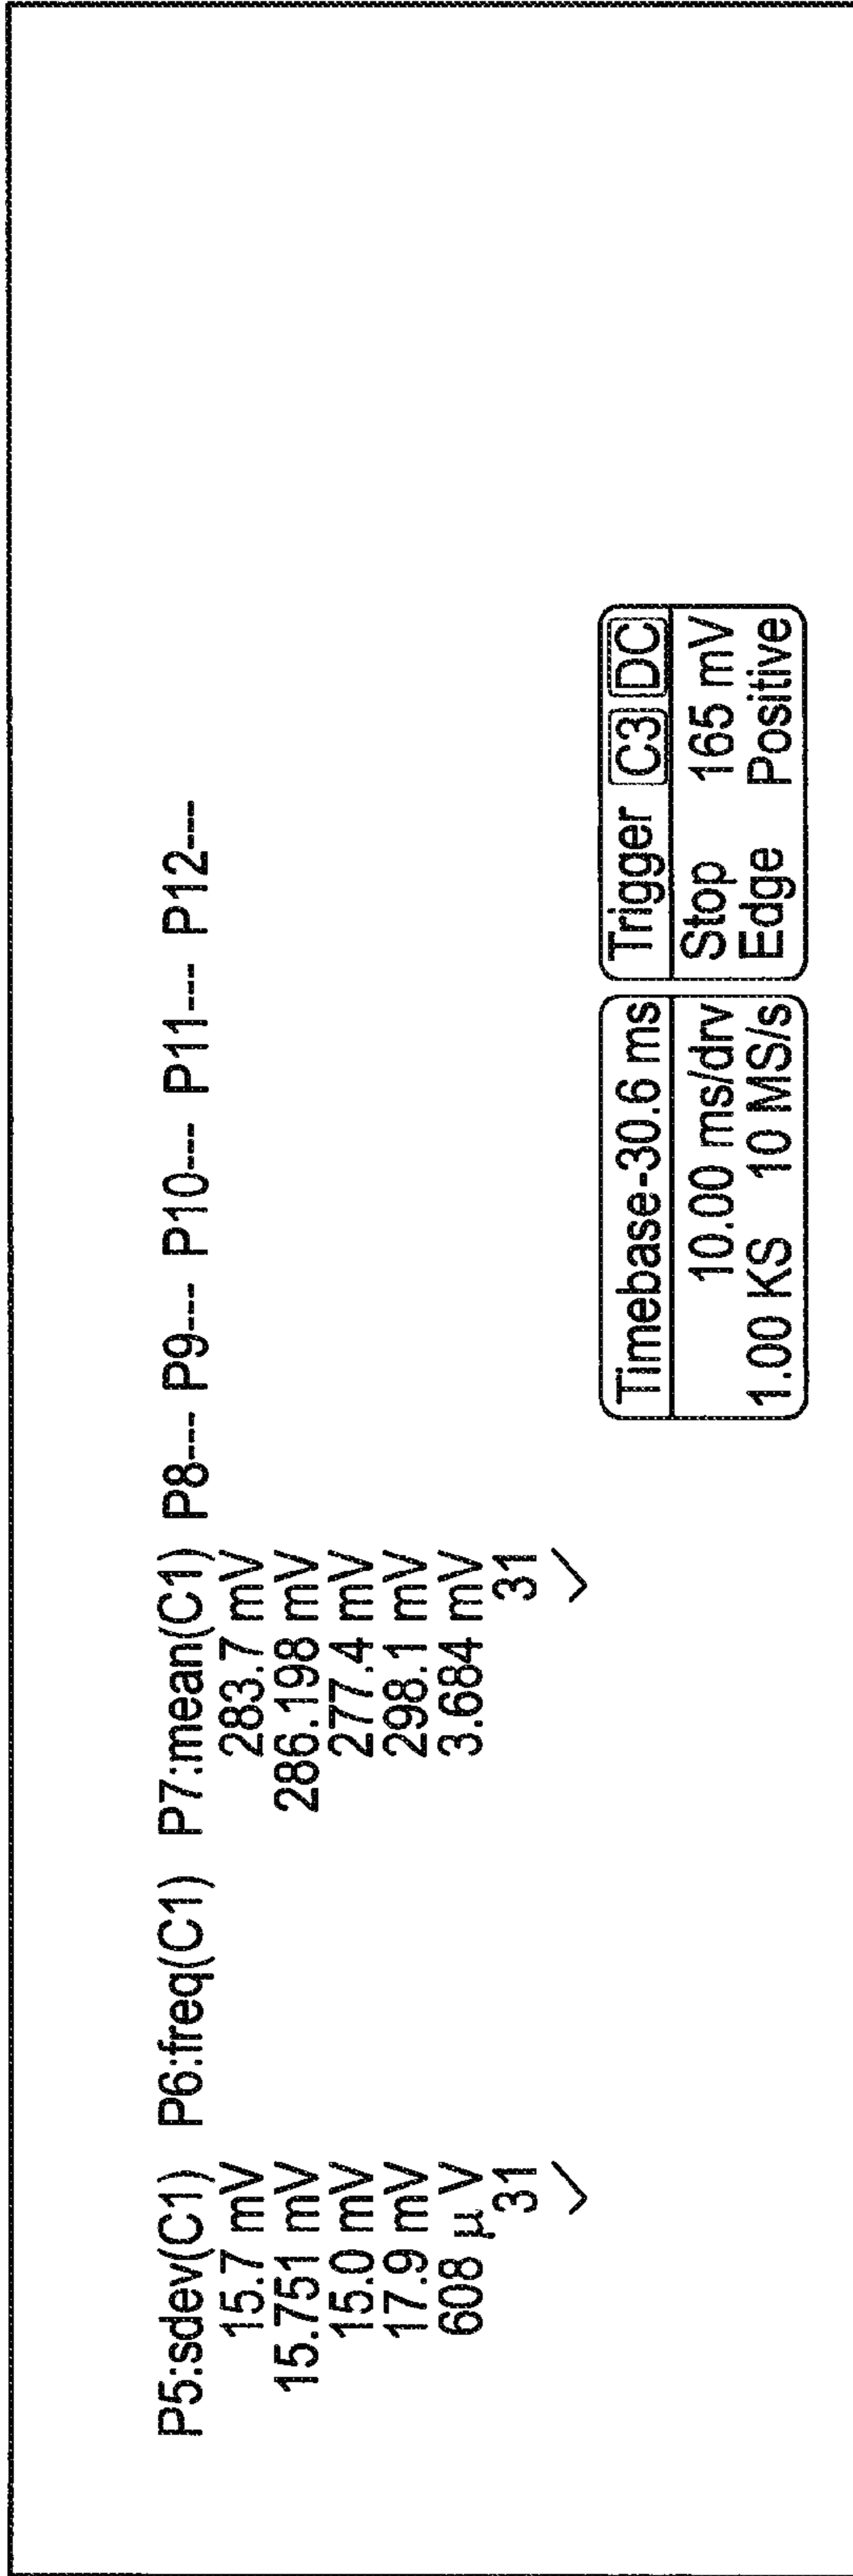 P5:sdev(C1) P6:freq(C1) P7:mean(C1) P8--- P9--- P10--- P11--- P12---
15.7 mV 283.7 mV
15.751 mV 286.198 mV
15.0 mV 277.4 mV
17.9 mV 298.1 mV
608 µV 3.684 mV
31 31
Timebase-30.6 ms Trigger C3 DC
10.00 ms/drv Stop 165 mV
1.00 KS 10 MS/s Edge Positive